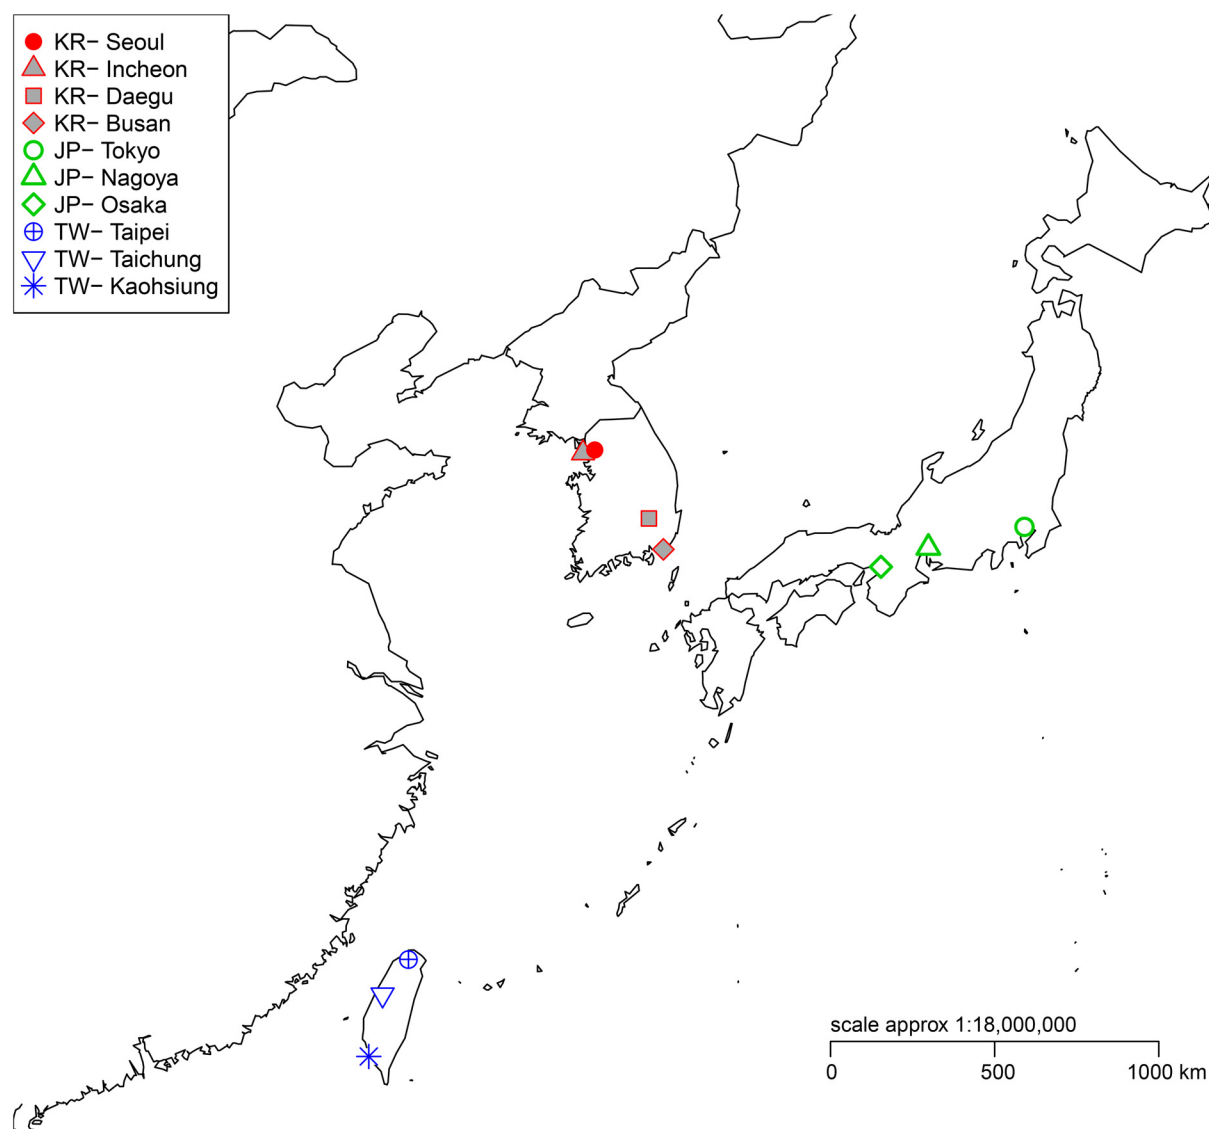 KR− Seoul
KR− Incheon
KR− Daegu
KR− Busan
JP− Tokyo
JP− Nagoya
JP− Osaka
TW− Taipei
TW− Taichung
TW− Kaohsiung
scale approx 1:18,000,000
0 500 1000 km